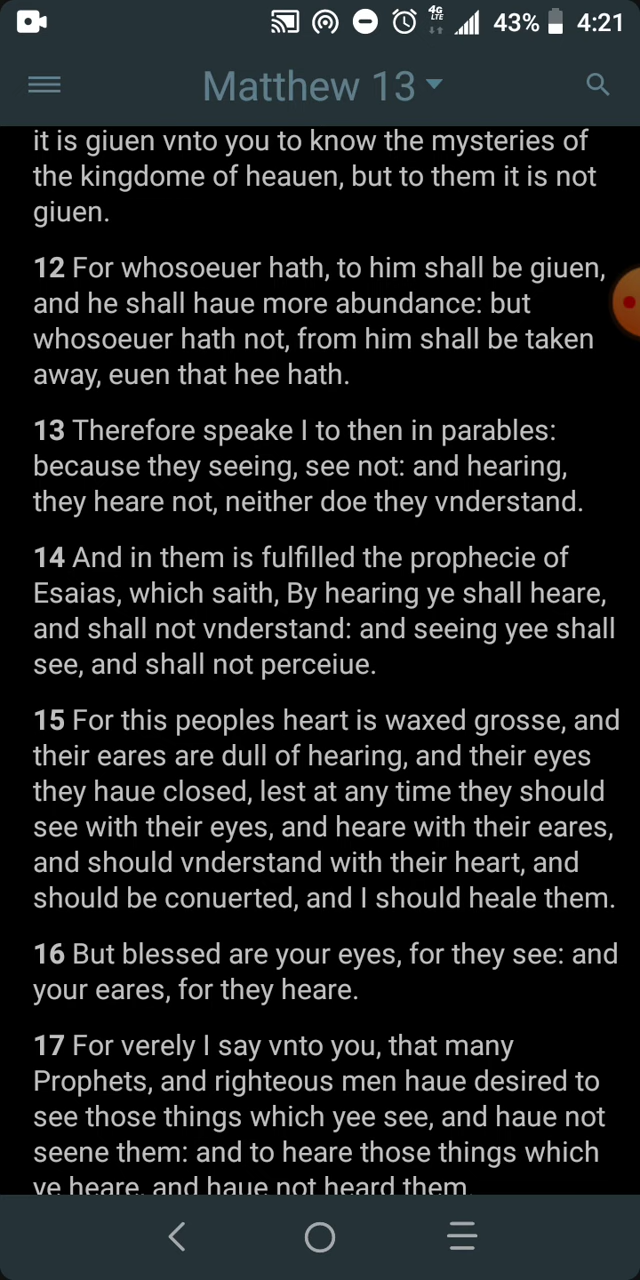 4G
LTE
43%
4:21
Matthew 13
it is giuen vnto you to know the mysteries of
the kingdome of heauen, but to them it is not
giuen.
12 For whosoeuer hath, to him shall be giuen,
and he shall haue more abundance: but
whosoeuer hath not, from him shall be taken
away, euen that hee hath.
13 Therefore speake I to then in parables:
because they seeing, see not: and hearing,
they heare not, neither doe they vnderstand.
14 And in them is fulfilled the prophecie of
Esaias, which saith, By hearing ye shall heare,
and shall not vnderstand: and seeing yee shall
see, and shall not perceiue.
15 For this peoples heart is waxed grosse, and
their eares are dull of hearing, and their eyes
they haue closed, lest at any time they should
see with their eyes, and heare with their eares,
and should vnderstand with their heart, and
should be conuerted, and I should heale them.
16 But blessed are your eyes, for they see: and
your eares, for they heare.
17 For verely I say vnto you, that many
Prophets, and righteous men haue desired to
see those things which yee see, and haue not
seene them: and to heare those things which
ye heare, and haue not heard them.